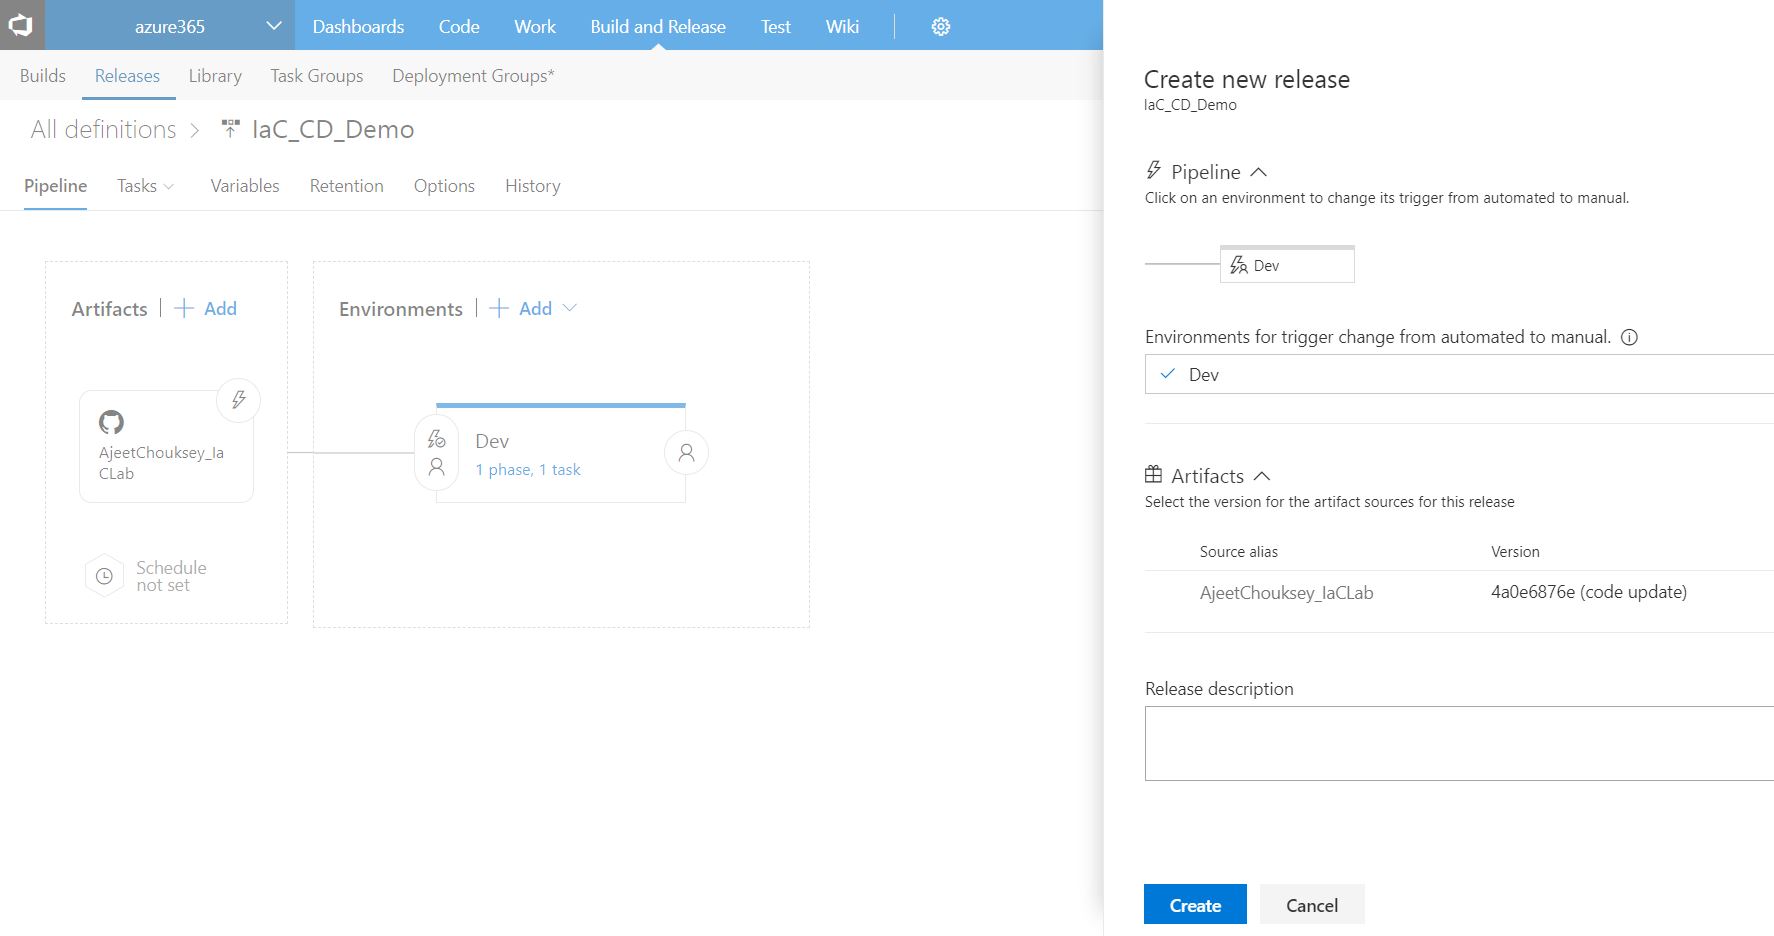 azure365 Dashboards Code Work Build and Release Test Wiki
Builds Releases Library Task Groups Deployment Groups*
All definitions > IaC_CD_Demo
Pipeline Tasks Variables Retention Options History
Artifacts | + Add
AjeetChouksey_Ia
CLab
Schedule
not set
Environments | + Add
Dev
1 phase, 1 task
Create new release
IaC_CD_Demo
Pipeline
Click on an environment to change its trigger from automated to manual.
Dev
Environments for trigger change from automated to manual.
Dev
Artifacts
Select the version for the artifact sources for this release
Source alias Version
AjeetChouksey_IaCLab 4a0e6876e (code update)
Release description
Create Cancel